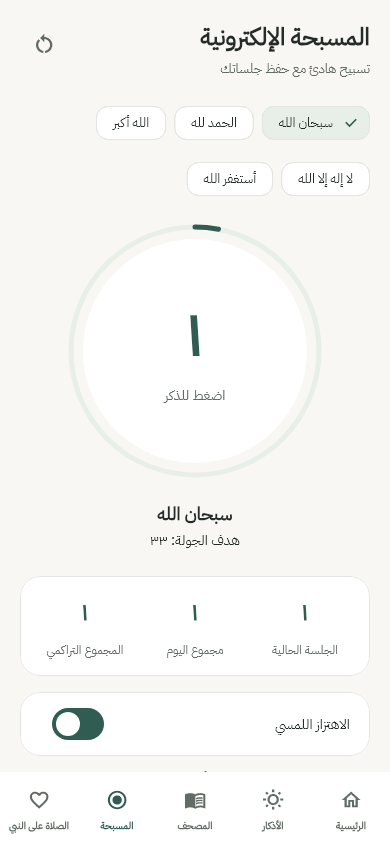 المسبحة الإلكترونية
تسبيح هادئ مع حفظ جلساتك
سبحان الله
الحمد لله
الله أكبر
لا إله إلا الله
أستغفر الله
١
اضغط للذكر
سبحان الله
هدف الجولة: ٣٣
١
١
١
الجلسة الحالية
مجموع اليوم
المجموع التراكمي
الاهتزاز اللمسي
الرئيسية
الأذكار
المصحف
المسبحة
الصلاة على النبي